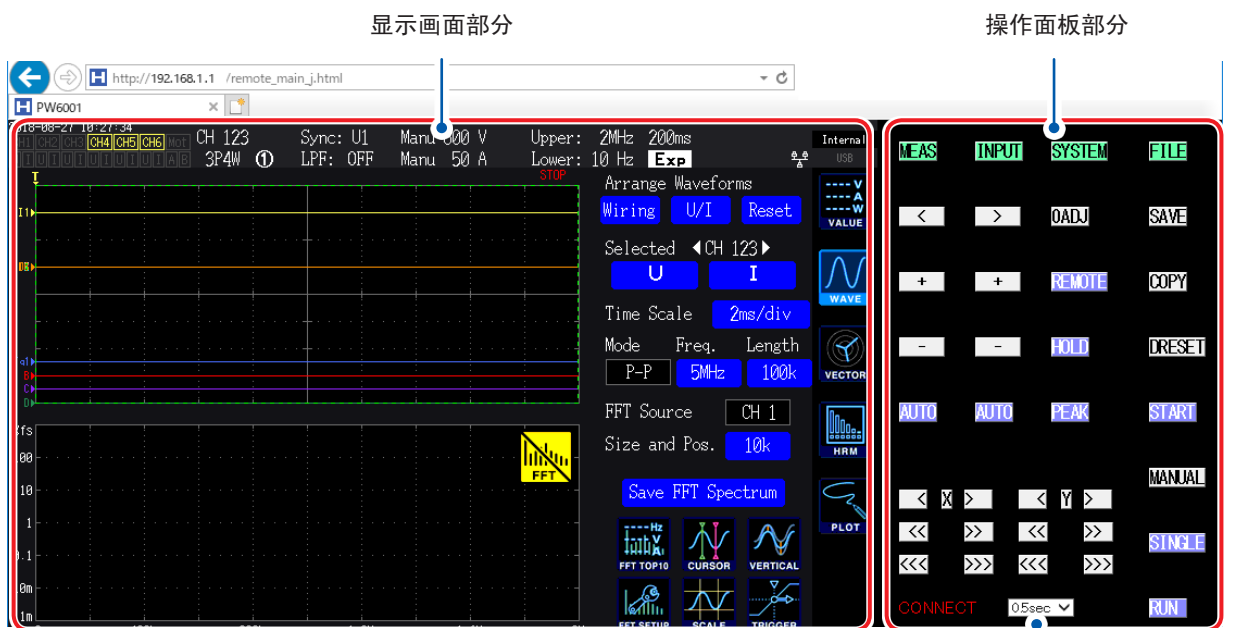 显示画面部分 操作面板部分
http://192.168.1.1 /remote_main_j.html
PW6001
10:27:34
CH2 CH3 CH4 CH5 CH6 Mot CH 123 Sync: U1 Manu 600 V Upper: 2MHz 200ms Internal
U I U I U I U I U I A B 3P4W ① LPF: OFF Manu 50 A Lower: 10 Hz Exp USB
STOP
MEAS INPUT SYSTEM FILE
Arrange Waveforms
Wiring U/I Reset
V
A
W
VALUE
I1
< > 0ADJ SAVE
Selected ◀CH 123▶
U I
WAVE
+ + REMOTE COPY
Time Scale 2ms/div
Mode Freq. Length
P-P 5MHz 100k
VECTOR
- - HOLD DRESET
B
C
D
FFT Source CH 1
AUTO AUTO PEAK START
Size and Pos. 10k
HRM
FFT
10
1
Save FFT Spectrum
MANUAL
< X > < Y >
PLOT
<< >> << >>
SINGLE
Hz
V
A
FFT TOP10 CURSOR VERTICAL
<<< >>> <<< >>>
CONNECT 0.5sec RUN
FFT SETUP SCALE TRIGGER